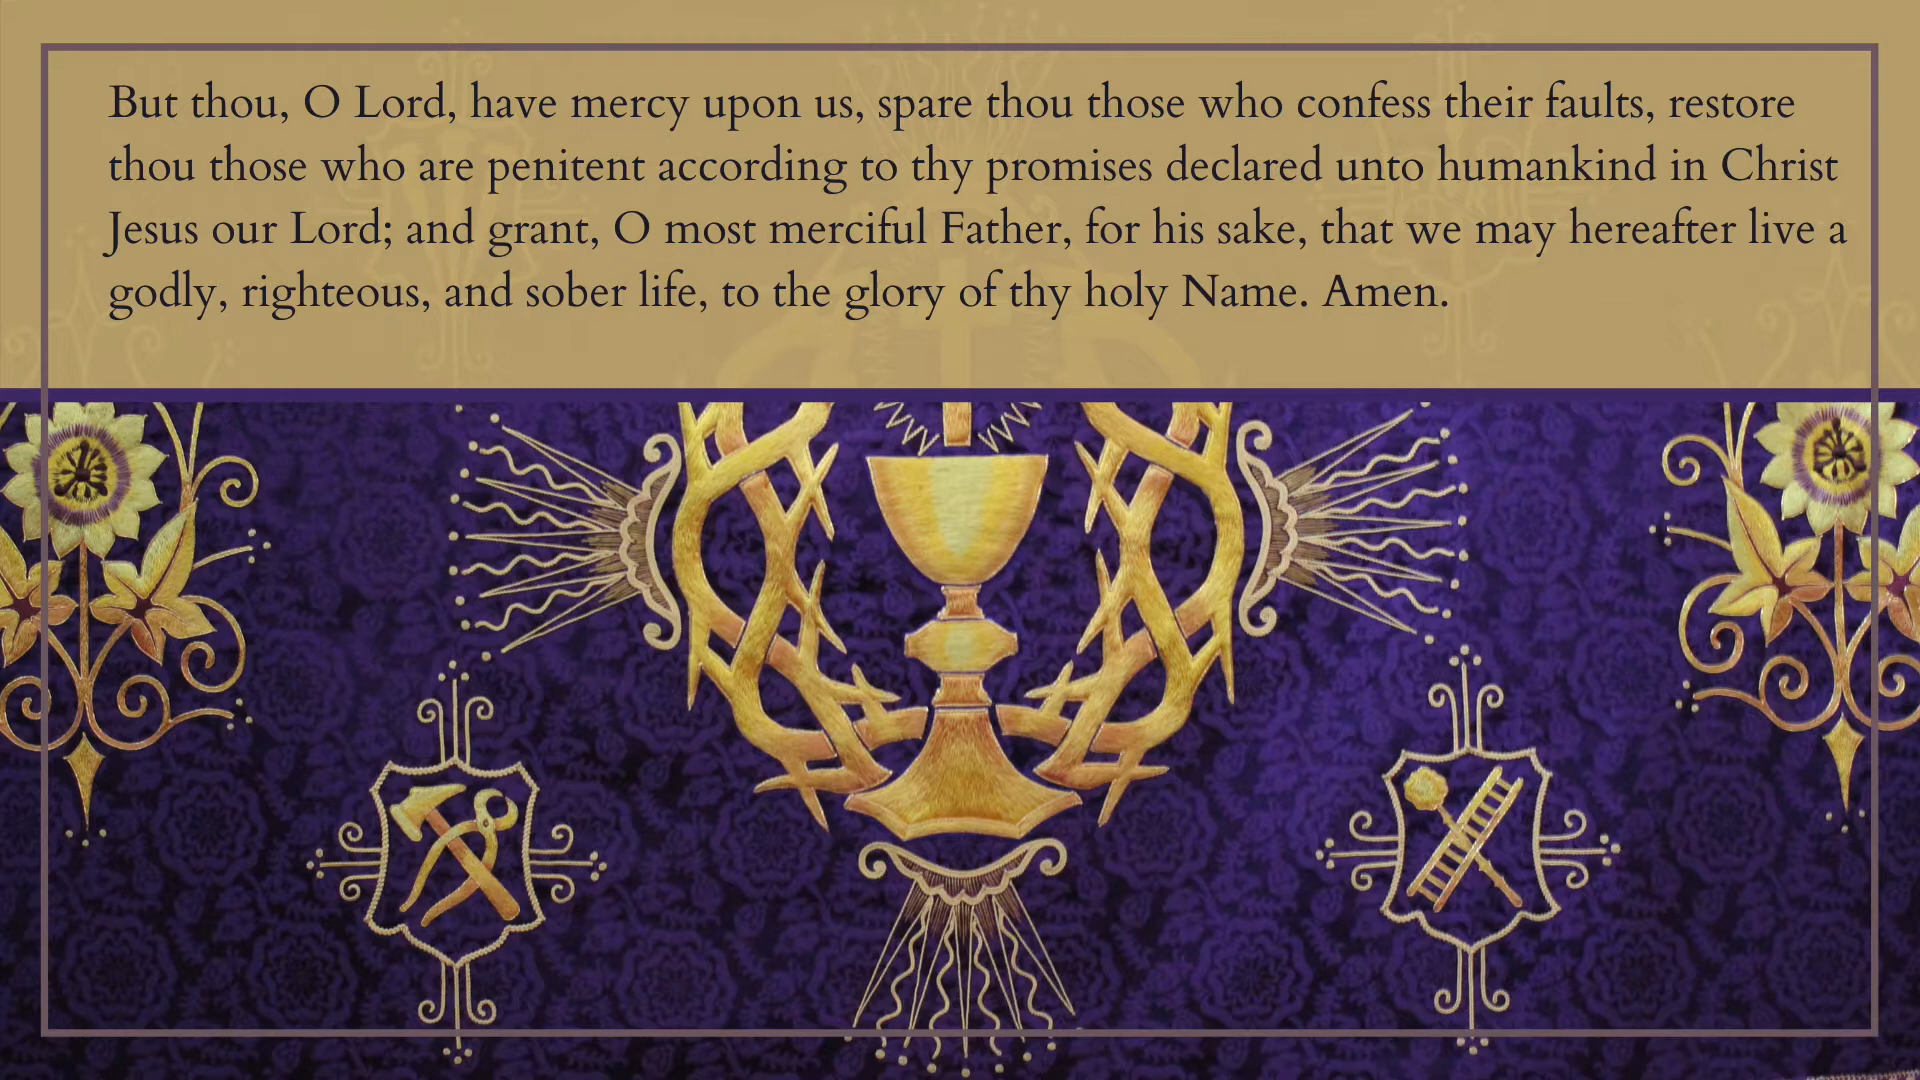 But thou, O Lord, have mercy upon us, spare thou those who confess their faults, restore
thou those who are penitent according to thy promises declared unto humankind in Christ
Jesus our Lord; and grant, O most merciful Father, for his sake, that we may hereafter live a
godly, righteous, and sober life, to the glory of thy holy Name. Amen.